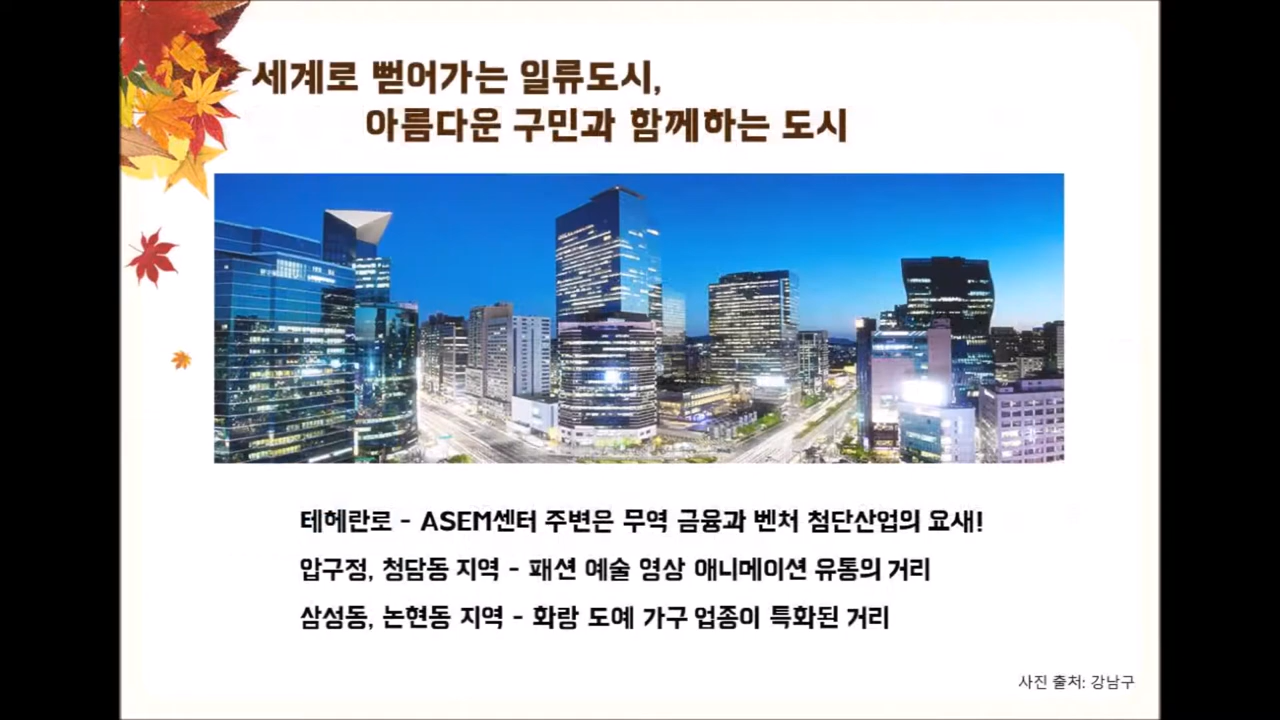 세계로 뻗어가는 일류도시,
아름다운 구민과 함께하는 도시
테헤란로 - ASEM센터 주변은 무역 금융과 벤처 첨단산업의 요새!
압구정, 청담동 지역 - 패션 예술 영상 애니메이션 유통의 거리
삼성동, 논현동 지역 - 화랑 도예 가구 업종이 특화된 거리
사진 출처: 강남구